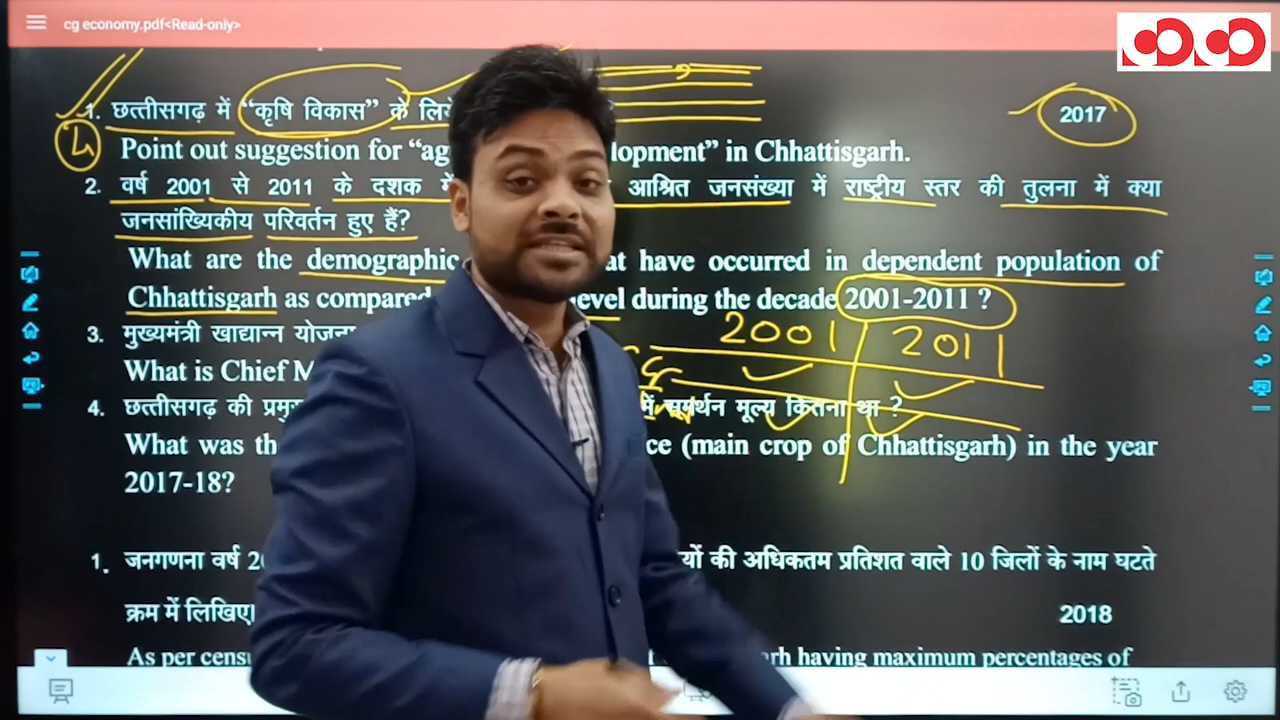 cg economy.pdf<Read-only>
1. छत्तीसगढ़ में "कृषि विकास" के लिये 2017
4
Point out suggestion for "ag lopment" in Chhattisgarh.
2. वर्ष 2001 से 2011 के दशक में आश्रित जनसंख्या में राष्ट्रीय स्तर की तुलना में क्या
जनसांख्यिकीय परिवर्तन हुए हैं?
What are the demographic at have occurred in dependent population of
Chhattisgarh as compared level during the decade 2001-2011 ?
2001 2011
3. मुख्यमंत्री खाद्यान्न योजना
What is Chief M
4. छत्तीसगढ़ की प्रमु में समर्थन मूल्य कितना था ?
What was th ce (main crop of Chhattisgarh) in the year
2017-18?
1. जनगणना वर्ष 2 यों की अधिकतम प्रतिशत वाले 10 जिलों के नाम घटते
क्रम में लिखिए। 2018
As per censu rh having maximum percentages of